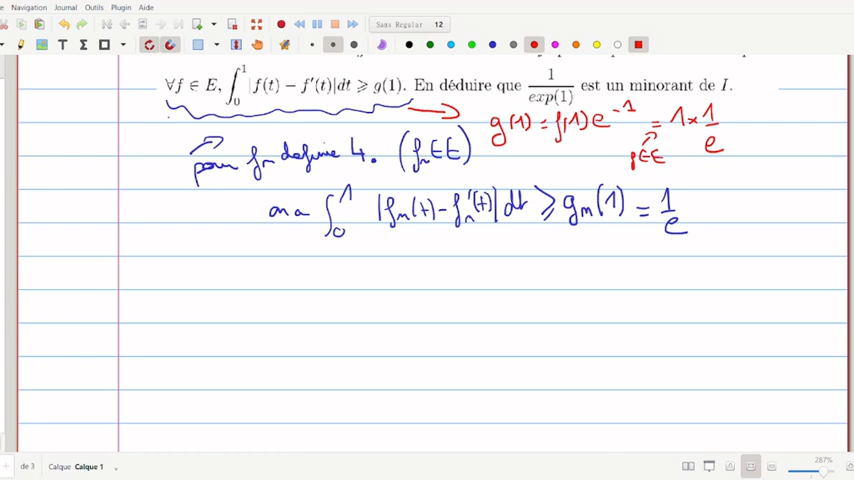 Navigation Journal Outils Plugin Aide
Sans Regular 12
∀f ∈ E, ∫₀¹ |f(t) − f′(t)|dt ⩾ g(1). En déduire que 1/exp(1) est un minorant de I.
g(1) = f(1) e⁻¹ = 1 × 1/e
f ∈ E
pour fn définie 4. (fn ∈ E)
on a ∫₀¹ |fn(t) − fn′(t)| dt ⩾ gn(1) = 1/e
de 3 Calque Calque 1 287%